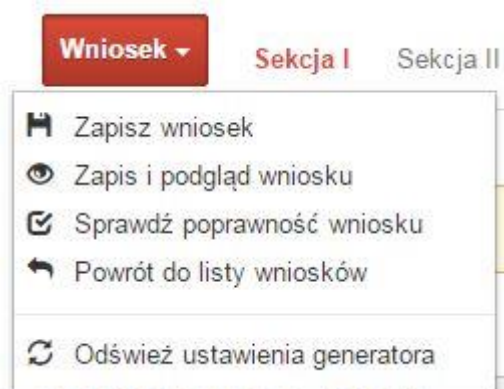 Wniosek Sekcja I Sekcja II
Zapisz wniosek
Zapis i podgląd wniosku
Sprawdź poprawność wniosku
Powrót do listy wniosków
Odśwież ustawienia generatora